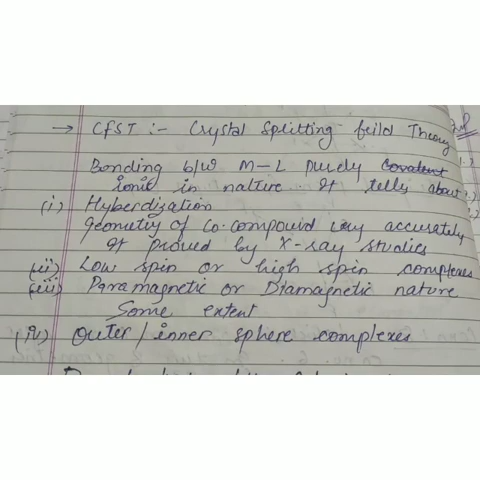 → CFST :- Crystal Splitting feild Theory
Bonding b/w M-L purely Covalent
ionic in nature It tells about
(i) Hyberdization
Geometry of Co. compound very accurately
It proved by X-ray studies
(ii) Low spin or high spin complexes
(iii) Paramagnetic or Diamagnetic nature
Some extent
(iv) Outer/inner sphere complexes